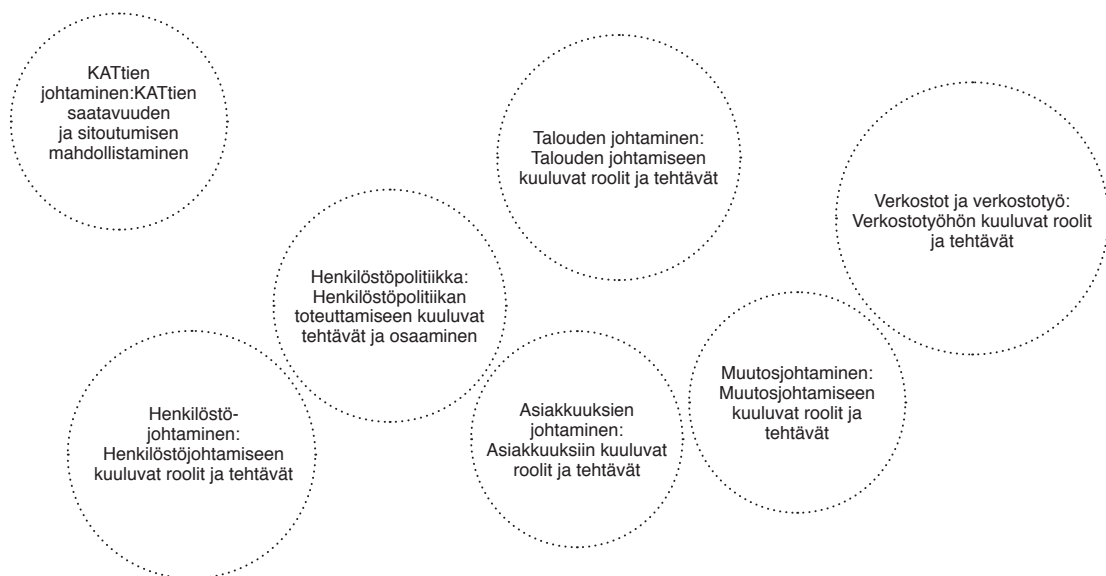 KATtien
johtaminen:KATtien
saatavuuden
ja sitoutumisen
mahdollistaminen
Talouden johtaminen:
Talouden johtamiseen
kuuluvat roolit ja tehtävät
Verkostot ja verkostotyö:
Verkostotyöhön kuuluvat roolit
ja tehtävät
Henkilöstöpolitiikka:
Henkilöstöpolitiikan
toteuttamiseen kuuluvat
tehtävät ja osaaminen
Henkilöstö-
johtaminen:
Henkilöstöjohtamiseen
kuuluvat roolit ja tehtävät
Asiakkuuksien
johtaminen:
Asiakkuuksiin kuuluvat
roolit ja tehtävät
Muutosjohtaminen:
Muutosjohtamiseen
kuuluvat roolit ja
tehtävät